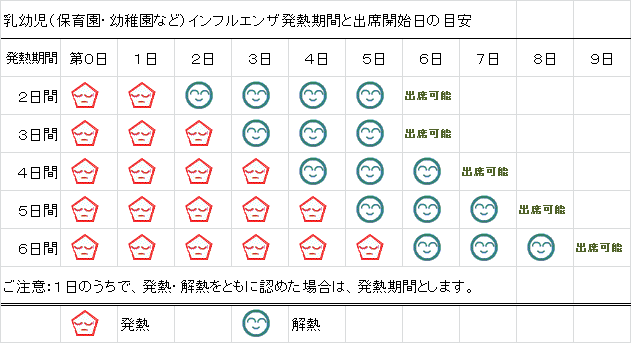 乳幼児（保育園・幼稚園など）インフルエンザ発熱期間と出席開始日の目安
発熱期間 第０日 １日 ２日 ３日 ４日 ５日 ６日 ７日 ８日 ９日
２日間 出席可能
３日間 出席可能
４日間 出席可能
５日間 出席可能
６日間 出席可能
ご注意：１日のうちで、発熱・解熱をともに認めた場合は、発熱期間とします。
発熱 解熱